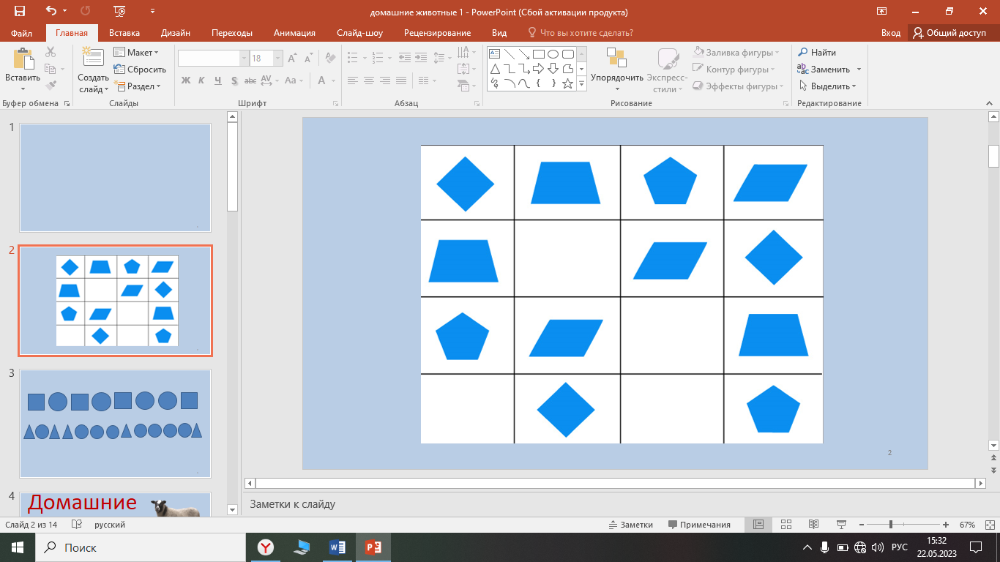 домашние животные 1 - PowerPoint (Сбой активации продукта)
Файл Главная Вставка Дизайн Переходы Анимация Слайд-шоу Рецензирование Вид Что вы хотите сделать? Вход Общий доступ
Вставить
Буфер обмена
Создать слайд
Макет
Сбросить
Раздел
Слайды
18
Ж К Ч S abc AV Aa А
Шрифт
Абзац
Упорядочить
Экспресс-стили
Заливка фигуры
Контур фигуры
Эффекты фигуры
Рисование
Найти
Заменить
Выделить
Редактирование
1
2
3
4
Домашние
2
Заметки к слайду
Слайд 2 из 14 русский Заметки Примечания 67%
Поиск
РУС
15:32
22.05.2023